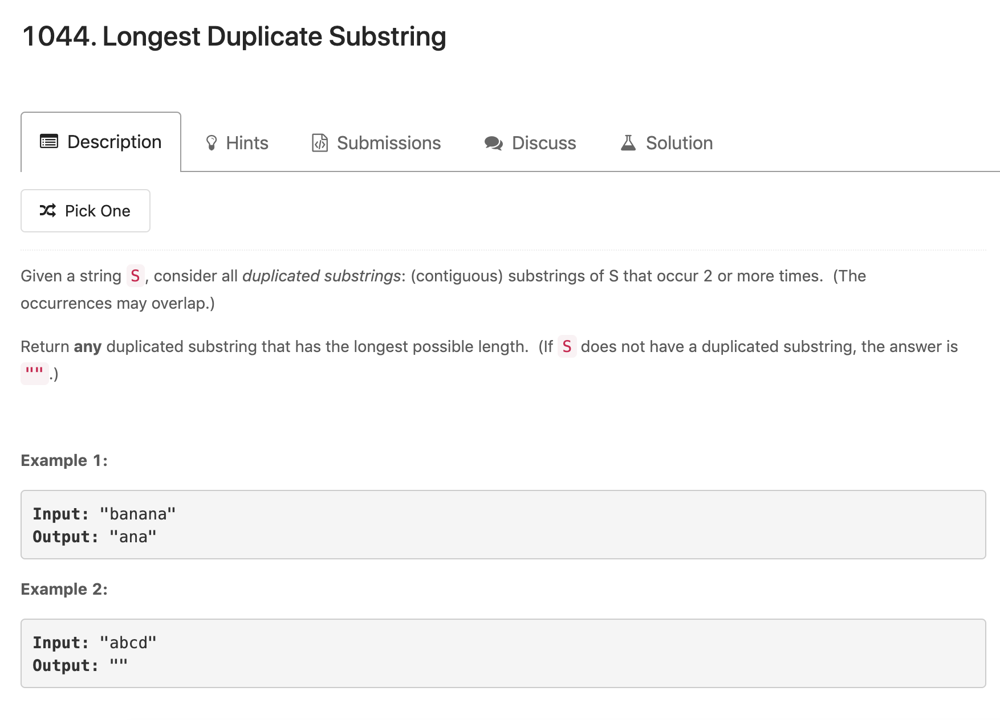 1044. Longest Duplicate Substring
Description
Hints
Submissions
Discuss
Solution
Pick One
Given a string S, consider all duplicated substrings: (contiguous) substrings of S that occur 2 or more times.  (The
occurrences may overlap.)
Return any duplicated substring that has the longest possible length.  (If S does not have a duplicated substring, the answer is
"".)
Example 1:
Input: "banana"
Output: "ana"
Example 2:
Input: "abcd"
Output: ""